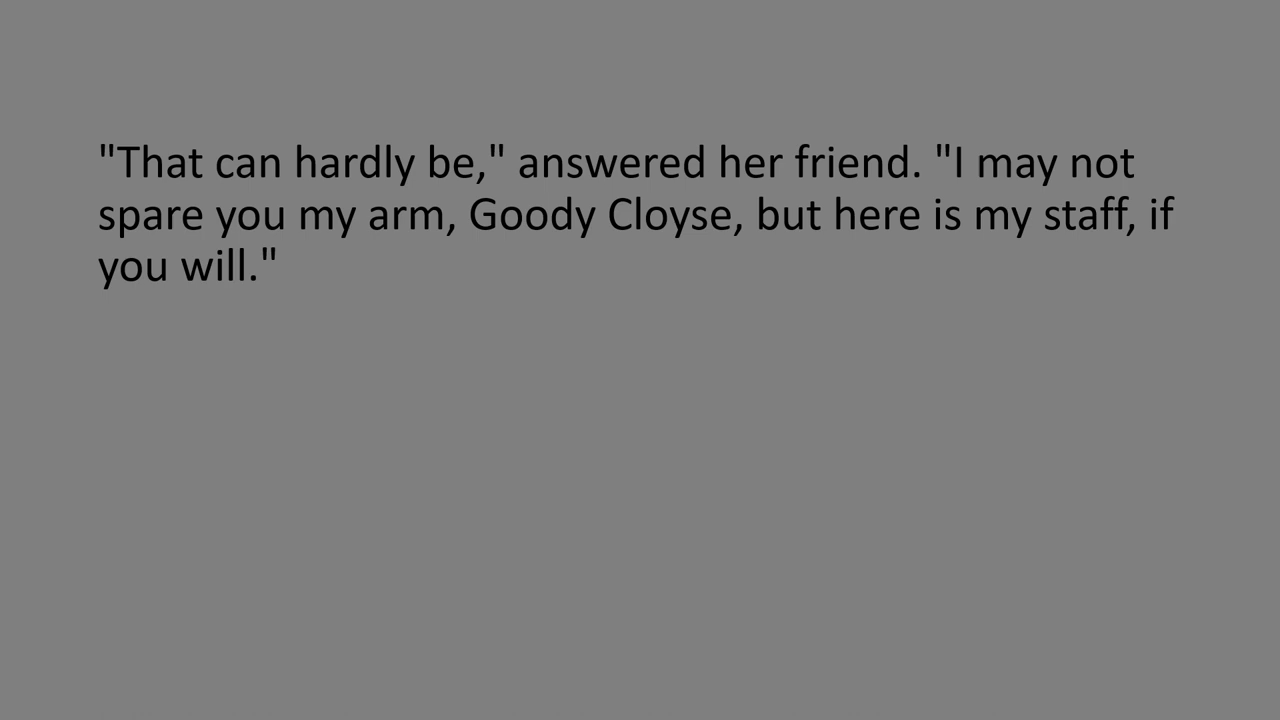 "That can hardly be," answered her friend. "I may not
spare you my arm, Goody Cloyse, but here is my staff, if
you will."